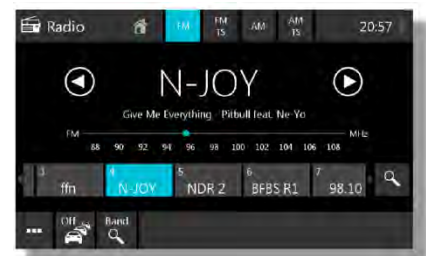 Radio FM FM TS AM AM TS 20:57
N-JOY
Give Me Everything - Pitbull feat. Ne-Yo
FM MHz
88 90 92 94 96 98 100 102 104 106 108
3 ffn 4 N-JOY 5 NDR 2 6 BFBS R1 7 98.10
Off Band